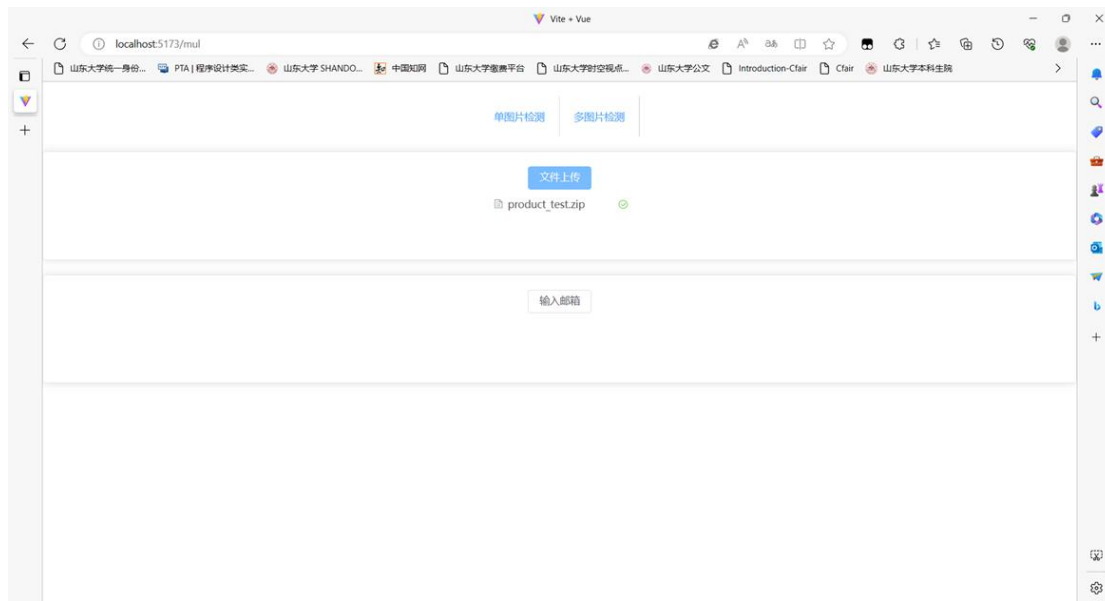 Vite + Vue
localhost:5173/mul
山东大学统一身份... PTA | 程序设计类实... 山东大学 SHANDO... 中国知网 山东大学缴费平台 山东大学时空视点... 山东大学公文 Introduction-Cfair Cfair 山东大学本科生院
单图片检测 多图片检测
文件上传
product_test.zip
输入邮箱